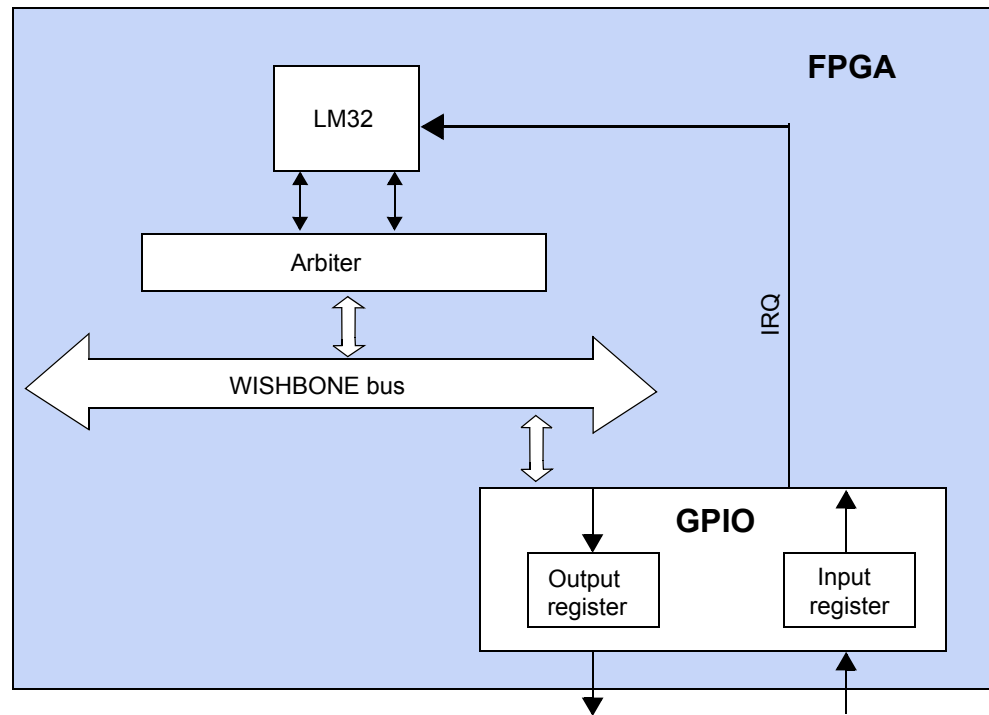 FPGA
LM32
Arbiter
IRQ
WISHBONE bus
GPIO
Output
register
Input
register